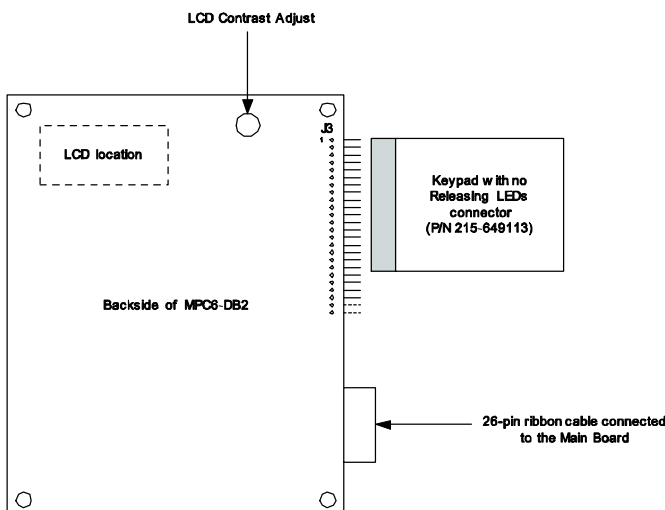 LCD Contrast Adjust
J3
1
LCD location
Keypad with no
Releasing LEDs
connector
(P/N 215-649113)
Backside of MPC6-DB2
26-pin ribbon cable connected
to the Main Board